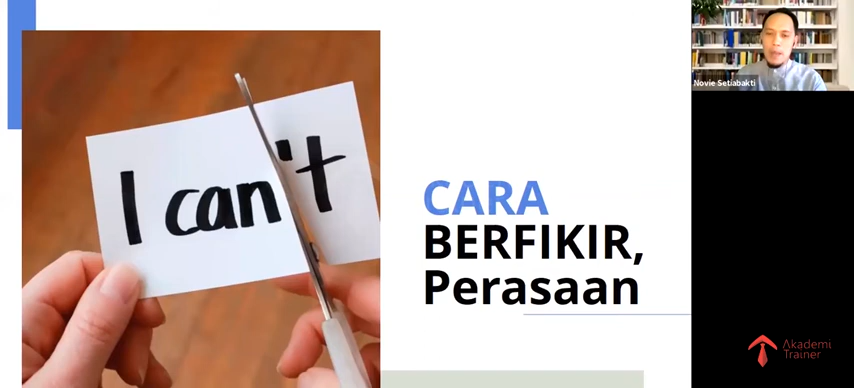 I can't
CARA
BERFIKIR,
Perasaan
Novie Setiabakti
Akademi
Trainer